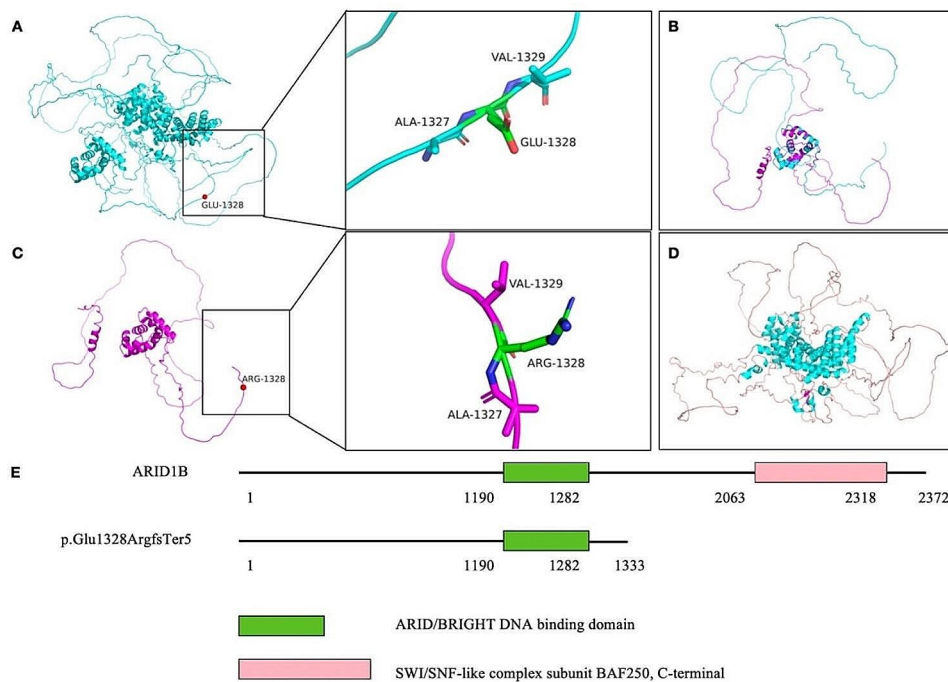 A
GLU-1328
VAL-1329
ALA-1327
GLU-1328
B
C
ARG-1328
VAL-1329
ARG-1328
ALA-1327
D
E
ARID1B
1 1190 1282 2063 2318 2372
p.Glu1328ArgfsTer5
1 1190 1282 1333
ARID/BRIGHT DNA binding domain
SWI/SNF-like complex subunit BAF250, C-terminal